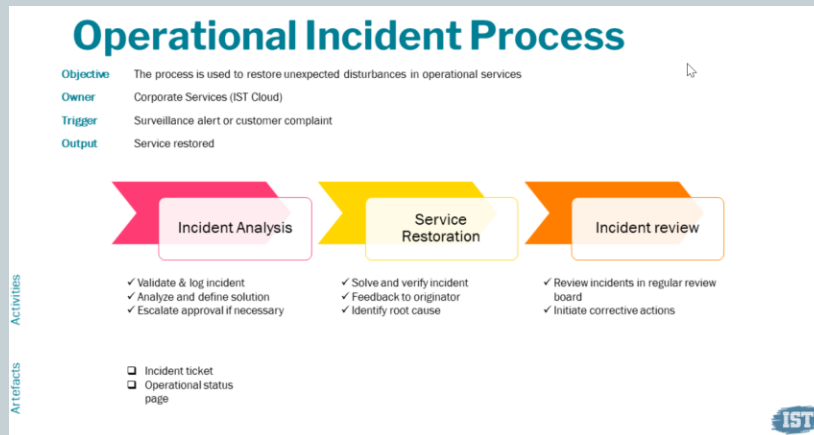 Operational Incident Process
Objective The process is used to restore unexpected disturbances in operational services
Owner Corporate Services (IST Cloud)
Trigger Surveillance alert or customer complaint
Output Service restored
Incident Analysis
Service
Restoration
Incident review
Activities
✓ Validate & log incident
✓ Analyze and define solution
✓ Escalate approval if necessary
✓ Solve and verify incident
✓ Feedback to originator
✓ Identify root cause
✓ Review incidents in regular review
board
✓ Initiate corrective actions
Artefacts
❑ Incident ticket
❑ Operational status
page
IST